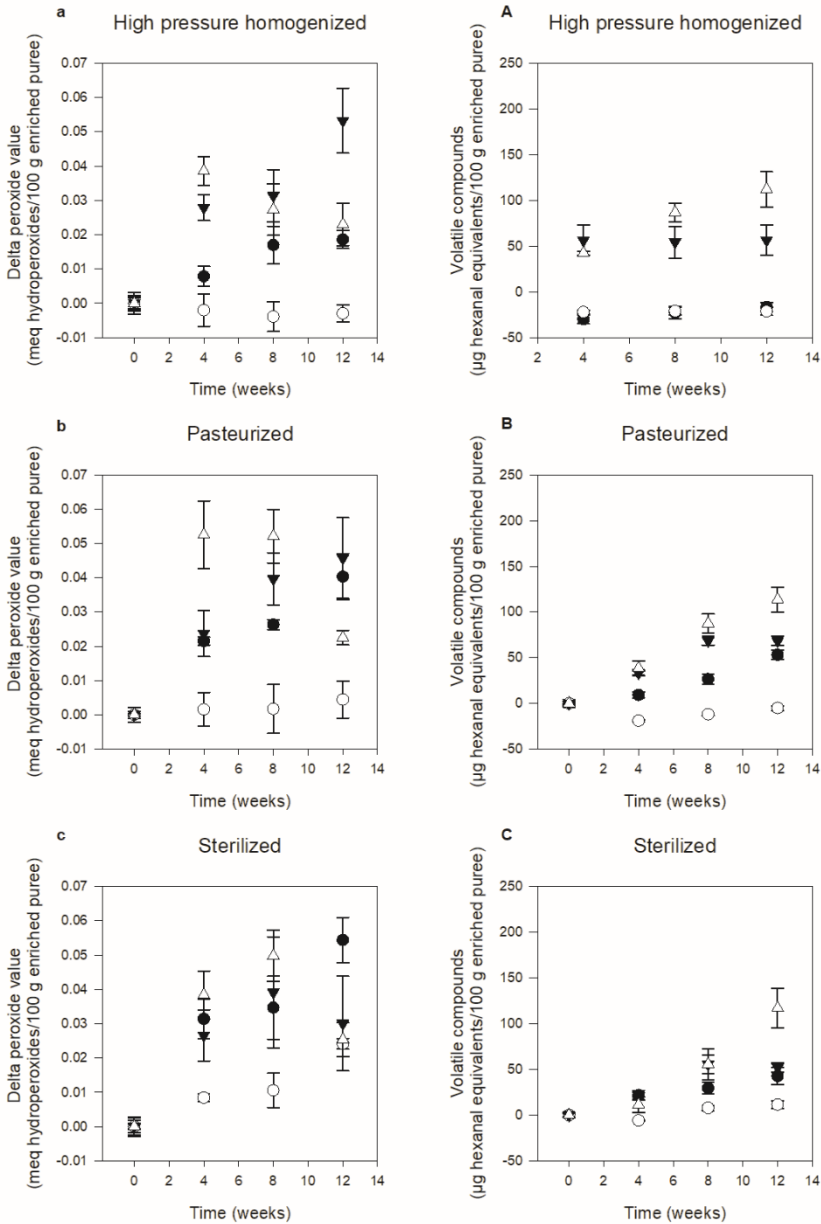 a High pressure homogenized
Delta peroxide value
(meq hydroperoxides/100 g enriched puree)
0.07
0.06
0.05
0.04
0.03
0.02
0.01
0.00
-0.01
0 2 4 6 8 10 12 14
Time (weeks)
A High pressure homogenized
Volatile compounds
(µg hexanal equivalents/100 g enriched puree)
250
200
150
100
50
0
-50
2 4 6 8 10 12 14
Time (weeks)
b Pasteurized
Delta peroxide value
(meq hydroperoxides/100 g enriched puree)
0.07
0.06
0.05
0.04
0.03
0.02
0.01
0.00
-0.01
0 2 4 6 8 10 12 14
Time (weeks)
B Pasteurized
Volatile compounds
(µg hexanal equivalents/100 g enriched puree)
250
200
150
100
50
0
-50
0 2 4 6 8 10 12 14
Time (weeks)
c Sterilized
Delta peroxide value
(meq hydroperoxides/100 g enriched puree)
0.07
0.06
0.05
0.04
0.03
0.02
0.01
0.00
-0.01
0 2 4 6 8 10 12 14
Time (weeks)
C Sterilized
Volatile compounds
(µg hexanal equivalents/100 g enriched puree)
250
200
150
100
50
0
-50
0 2 4 6 8 10 12 14
Time (weeks)